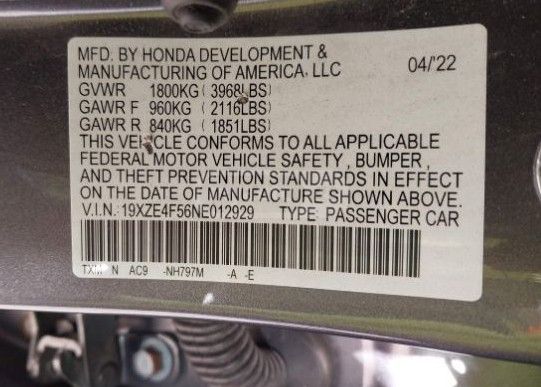 MFD. BY HONDA DEVELOPMENT &
MANUFACTURING OF AMERICA, LLC 04/'22
GVWR 1800KG ( 3968LBS)
GAWR F 960KG ( 2116LBS)
GAWR R 840KG ( 1851LBS)
THIS VEHICLE CONFORMS TO ALL APPLICABLE
FEDERAL MOTOR VEHICLE SAFETY , BUMPER ,
AND THEFT PREVENTION STANDARDS IN EFFECT
ON THE DATE OF MANUFACTURE SHOWN ABOVE.
V.I.N.: 19XZE4F56NE012929 TYPE: PASSENGER CAR
TXM N AC9 -NH797M -A -E